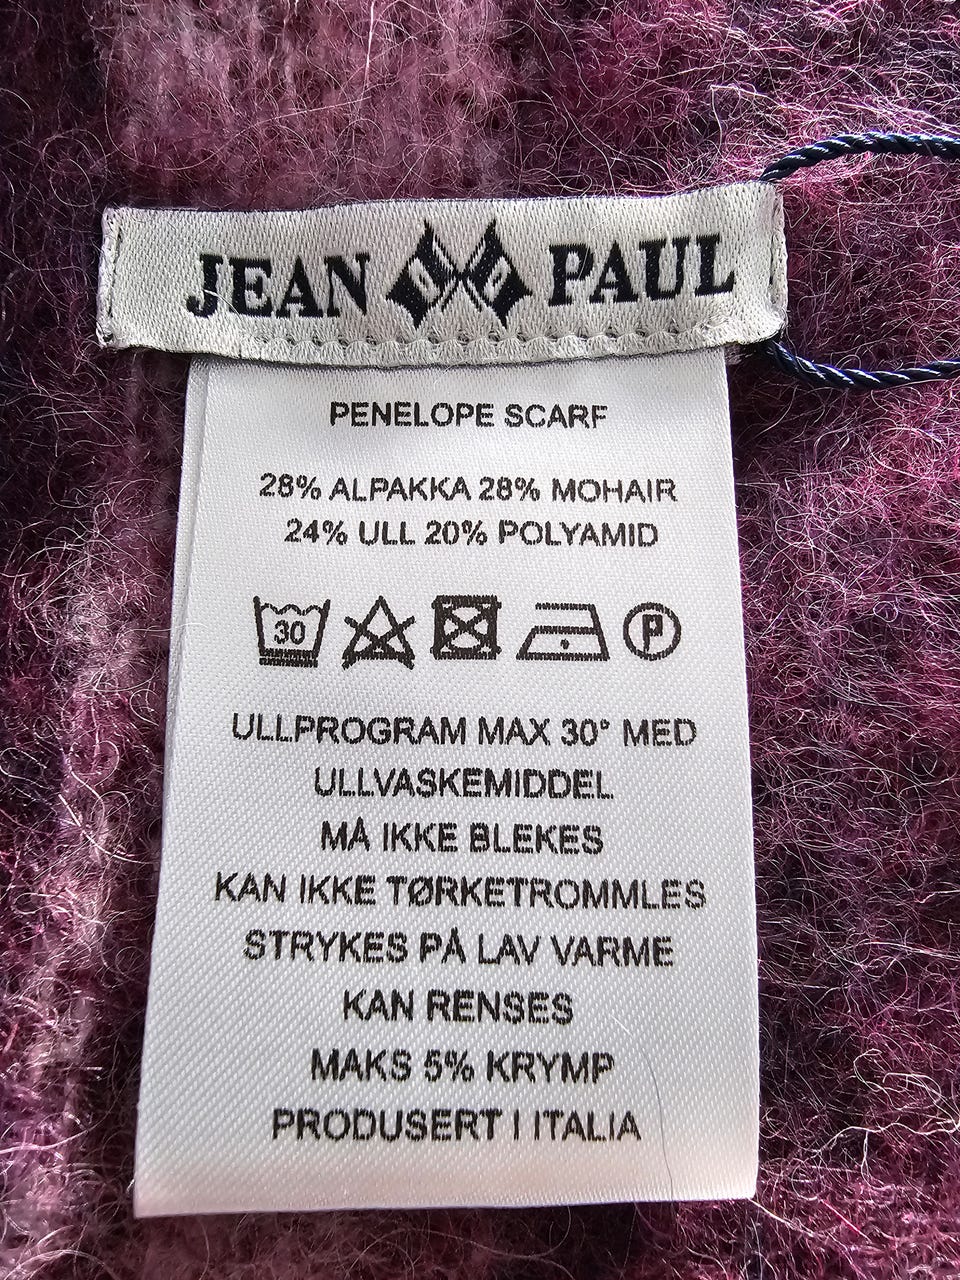 JEAN PAUL
PENELOPE SCARF
28% ALPAKKA 28% MOHAIR
24% ULL 20% POLYAMID
30 P
ULLPROGRAM MAX 30° MED
ULLVASKEMIDDEL
MÅ IKKE BLEKES
KAN IKKE TØRKETROMMLES
STRYKES PÅ LAV VARME
KAN RENSES
MAKS 5% KRYMP
PRODUSERT I ITALIA